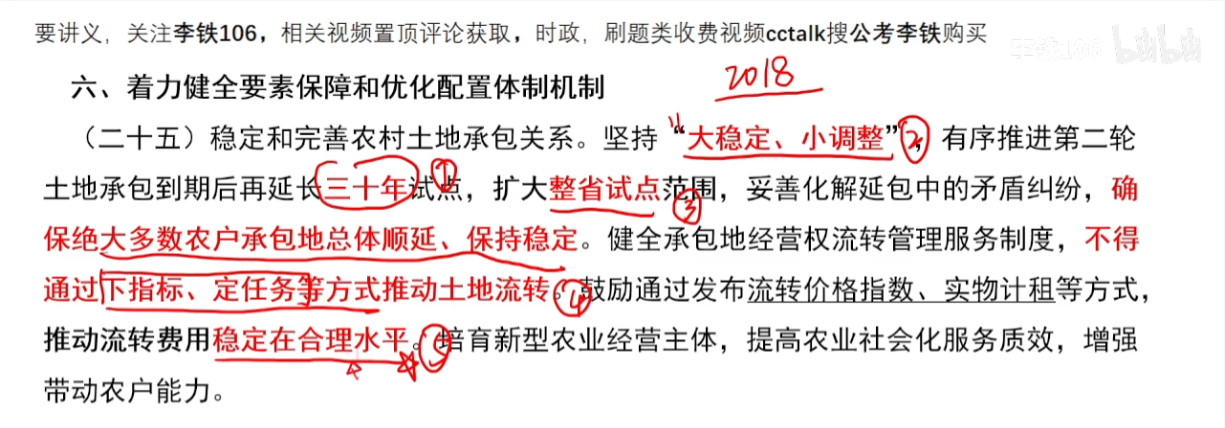 要讲义，关注李铁106，相关视频置顶评论获取，时政，刷题类收费视频cctalk搜公考李铁购买
李铁106 bilibili
六、着力健全要素保障和优化配置体制机制
2018
（二十五）稳定和完善农村土地承包关系。坚持“大稳定、小调整”，有序推进第二轮
②
土地承包到期后再延长三十年试点，扩大整省试点范围，妥善化解延包中的矛盾纠纷，确
①
③
保绝大多数农户承包地总体顺延、保持稳定。健全承包地经营权流转管理服务制度，不得
通过下指标、定任务等方式推动土地流转。鼓励通过发布流转价格指数、实物计租等方式，
④
推动流转费用稳定在合理水平。培育新型农业经营主体，提高农业社会化服务质效，增强
⑤
带动农户能力。